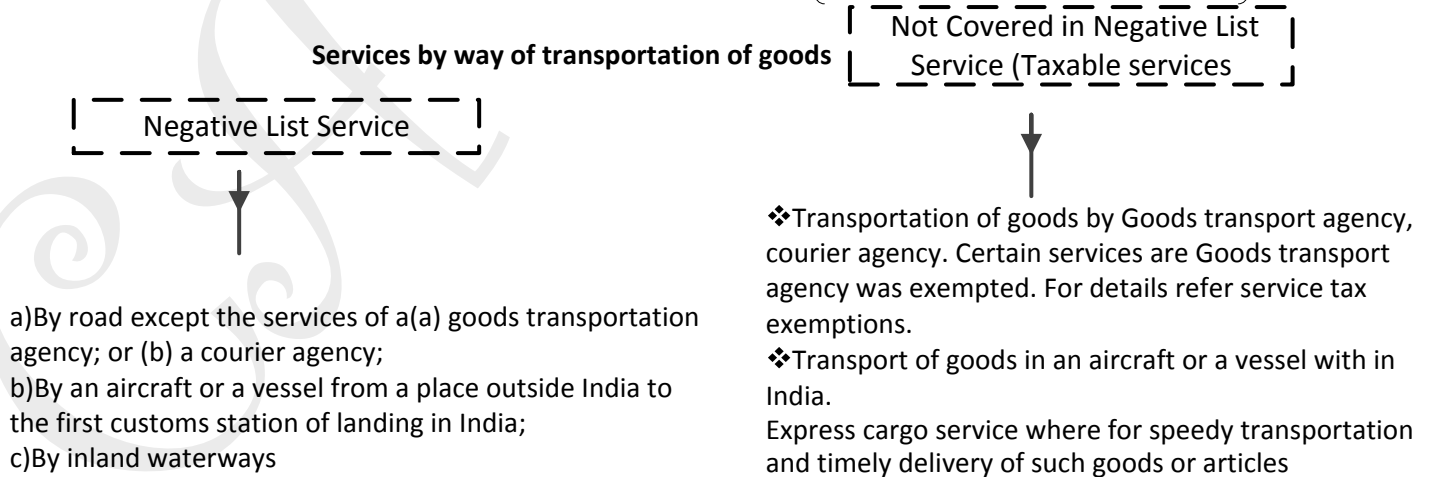 Services by way of transportation of goods
Negative List Service
a)By road except the services of a(a) goods transportation
agency; or (b) a courier agency;
b)By an aircraft or a vessel from a place outside India to
the first customs station of landing in India;
c)By inland waterways
Not Covered in Negative List
Service (Taxable services
❖Transportation of goods by Goods transport agency,
courier agency. Certain services are Goods transport
agency was exempted. For details refer service tax
exemptions.
❖Transport of goods in an aircraft or a vessel with in
India.
Express cargo service where for speedy transportation
and timely delivery of such goods or articles